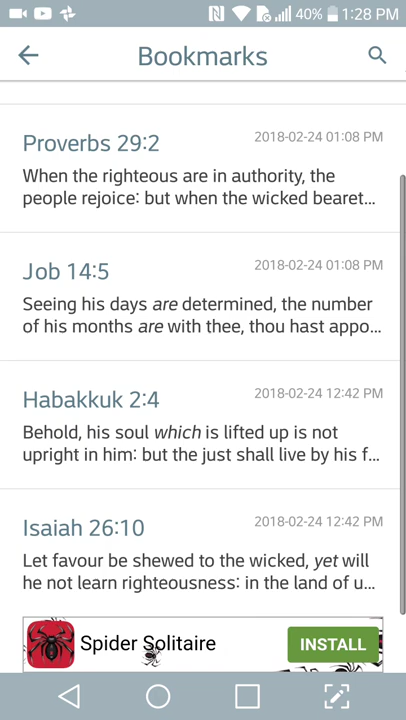 40% 1:28 PM
Bookmarks
Proverbs 29:2 2018-02-24 01:08 PM
When the righteous are in authority, the
people rejoice: but when the wicked bearet...
Job 14:5 2018-02-24 01:08 PM
Seeing his days are determined, the number
of his months are with thee, thou hast appo...
Habakkuk 2:4 2018-02-24 12:42 PM
Behold, his soul which is lifted up is not
upright in him: but the just shall live by his f...
Isaiah 26:10 2018-02-24 12:42 PM
Let favour be shewed to the wicked, yet will
he not learn righteousness: in the land of u...
Spider Solitaire INSTALL